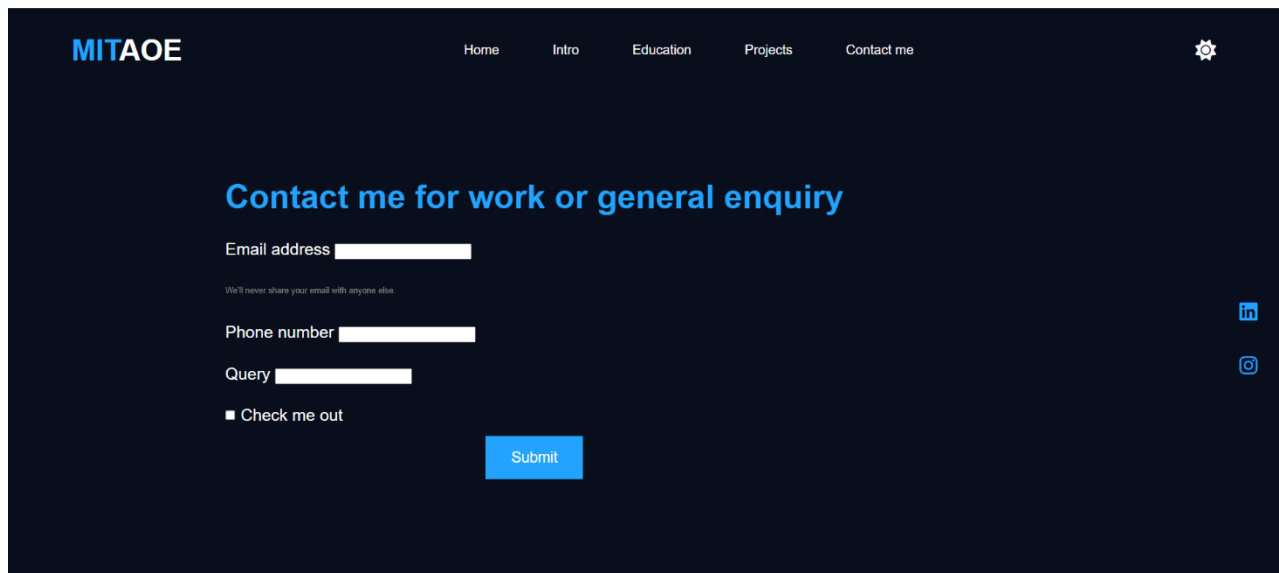 MITAOE
Home Intro Education Projects Contact me
Contact me for work or general enquiry
Email address
We'll never share your email with anyone else.
Phone number
Query
Check me out
Submit
in